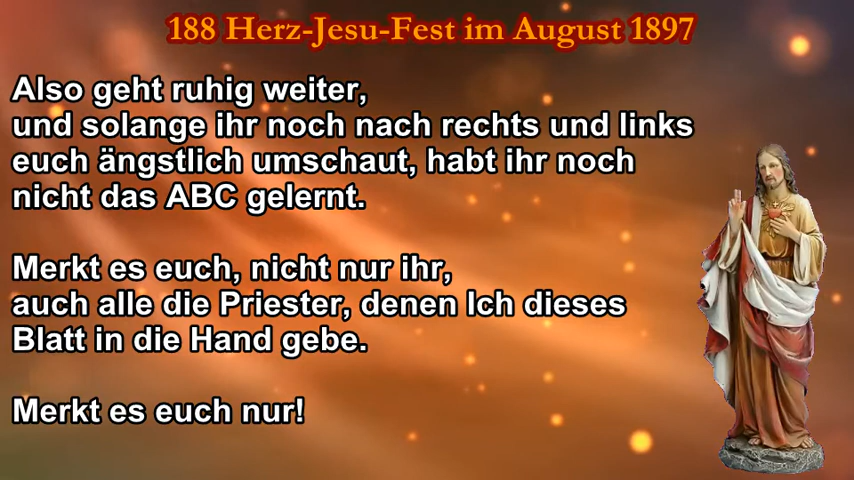 188 Herz-Jesu-Fest im August 1897
Also geht ruhig weiter,
und solange ihr noch nach rechts und links
euch ängstlich umschaut, habt ihr noch
nicht das ABC gelernt.
Merkt es euch, nicht nur ihr,
auch alle die Priester, denen Ich dieses
Blatt in die Hand gebe.
Merkt es euch nur!